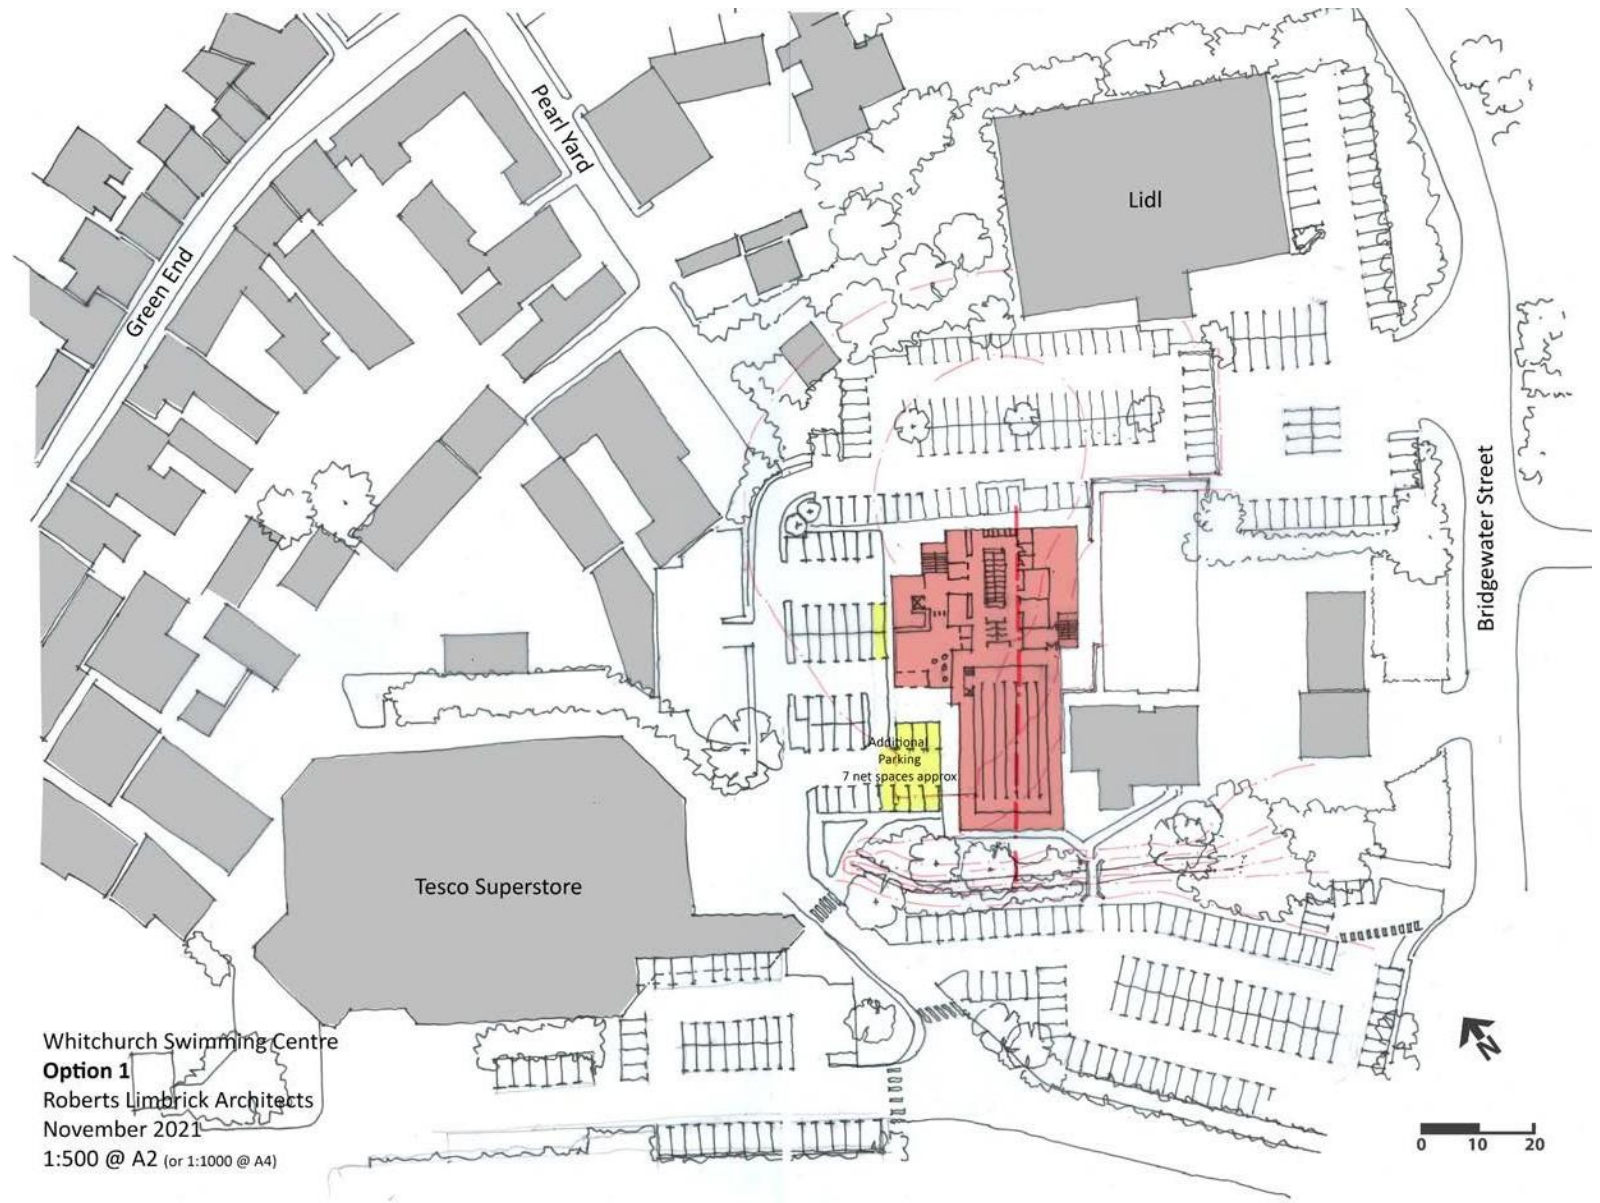 Pearl Yard
Lidl
Green End
Bridgewater Street
Additional
Parking
7 net spaces approx
Tesco Superstore
Whitchurch Swimming Centre
Option 1
Roberts Limbrick Architects
November 2021
1:500 @ A2 (or 1:1000 @ A4)
N
0 10 20